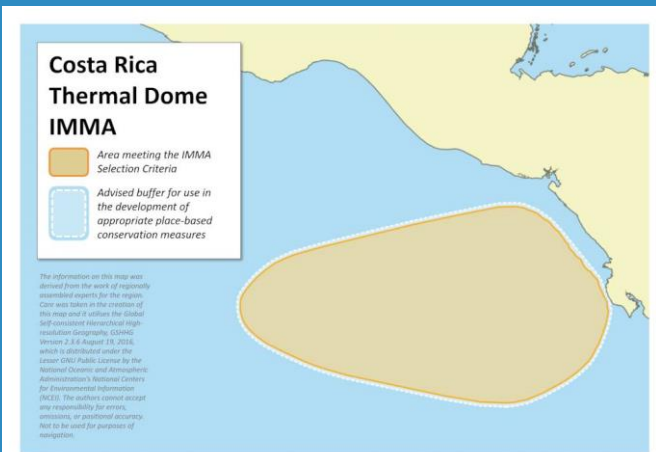 Costa Rica
Thermal Dome
IMMA
Area meeting the IMMA
Selection Criteria
Advised buffer for use in
the development of
appropriate place-based
conservation measures
The information on this map was
derived from the work of regionally
assembled experts for the region.
Care was taken in the creation of
this map and it utilises the Global
Self-consistent Hierarchical High-
resolution Geography, GSHHG
Version 2.3.6 August 19, 2016,
which is distributed under the
Lesser GNU Public License by the
National Oceanic and Atmospheric
Administration's National Centers
for Environmental Information
(NCEI). The authors cannot accept
any responsibility for errors,
omissions, or positional accuracy.
Not to be used for purposes of
navigation.